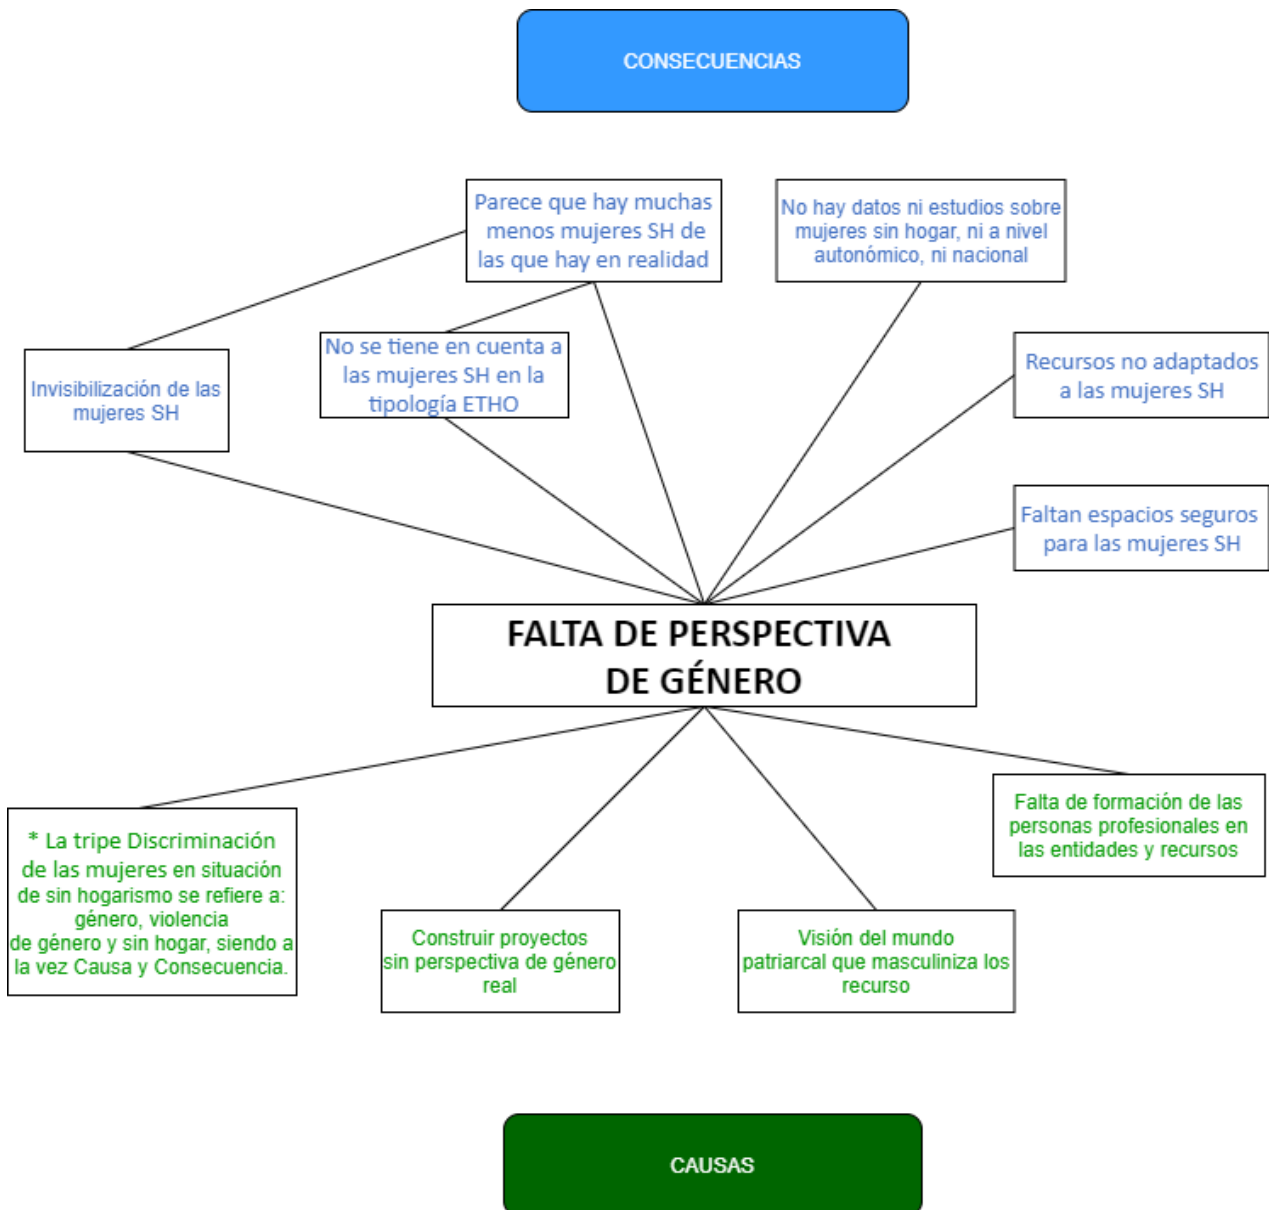 CONSECUENCIAS
Parece que hay muchas
menos mujeres SH de
las que hay en realidad
No hay datos ni estudios sobre
mujeres sin hogar, ni a nivel
autonómico, ni nacional
Invisibilización de las
mujeres SH
No se tiene en cuenta a
las mujeres SH en la
tipología ETHO
Recursos no adaptados
a las mujeres SH
Faltan espacios seguros
para las mujeres SH
FALTA DE PERSPECTIVA
DE GÉNERO
* La tripe Discriminación
de las mujeres en situación
de sin hogarismo se refiere a:
género, violencia
de género y sin hogar, siendo a
la vez Causa y Consecuencia.
Construir proyectos
sin perspectiva de género
real
Visión del mundo
patriarcal que masculiniza los
recurso
Falta de formación de las
personas profesionales en
las entidades y recursos
CAUSAS